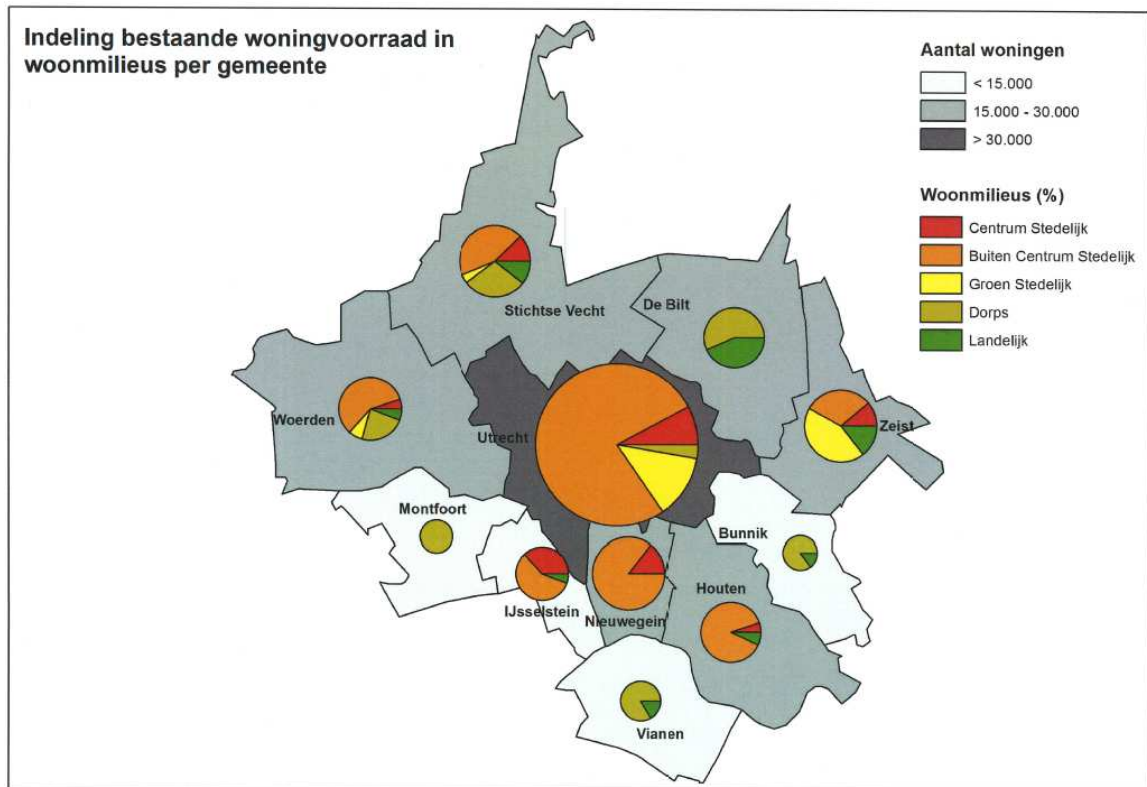 Indeling bestaande woningvoorraad in
woonmilieus per gemeente
Aantal woningen
< 15.000
15.000 - 30.000
> 30.000
Woonmilieus (%)
Centrum Stedelijk
Buiten Centrum Stedelijk
Groen Stedelijk
Dorps
Landelijk
Stichtse Vecht
De Bilt
Woerden
Utrecht
Zeist
Montfoort
Bunnik
IJsselstein
Nieuwegein
Houten
Vianen